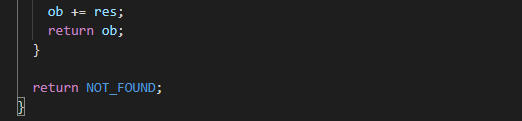 ob += res;
return ob;
}
return NOT_FOUND;
}